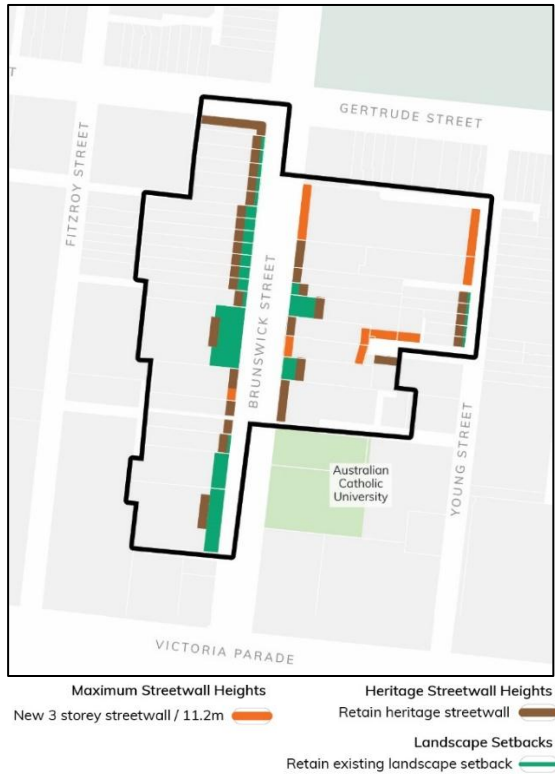 T
GERTRUDE STREET
FITZROY STREET
BRUNSWICK STREET
YOUNG STREET
Australian
Catholic
University
VICTORIA PARADE
Maximum Streetwall Heights
New 3 storey streetwall / 11.2m
Heritage Streetwall Heights
Retain heritage streetwall
Landscape Setbacks
Retain existing landscape setback